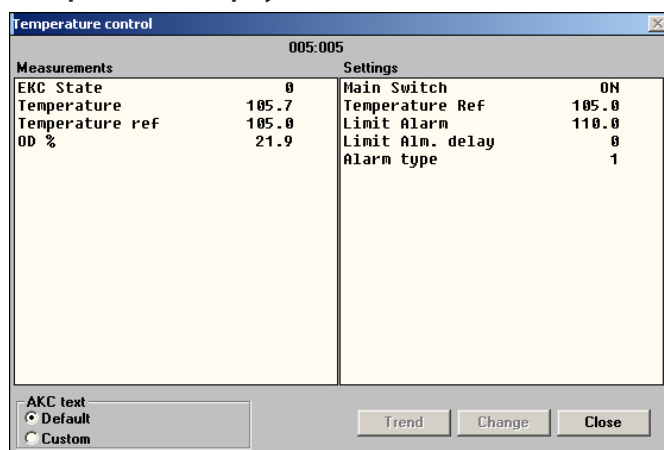 Temperature control
005:005
Measurements
EKC State 0
Temperature 105.7
Temperature ref 105.0
OD % 21.9
Settings
Main Switch ON
Temperature Ref 105.0
Limit Alarm 110.0
Limit Alm. delay 0
Alarm type 1
AKC text
Default
Custom
Trend Change Close